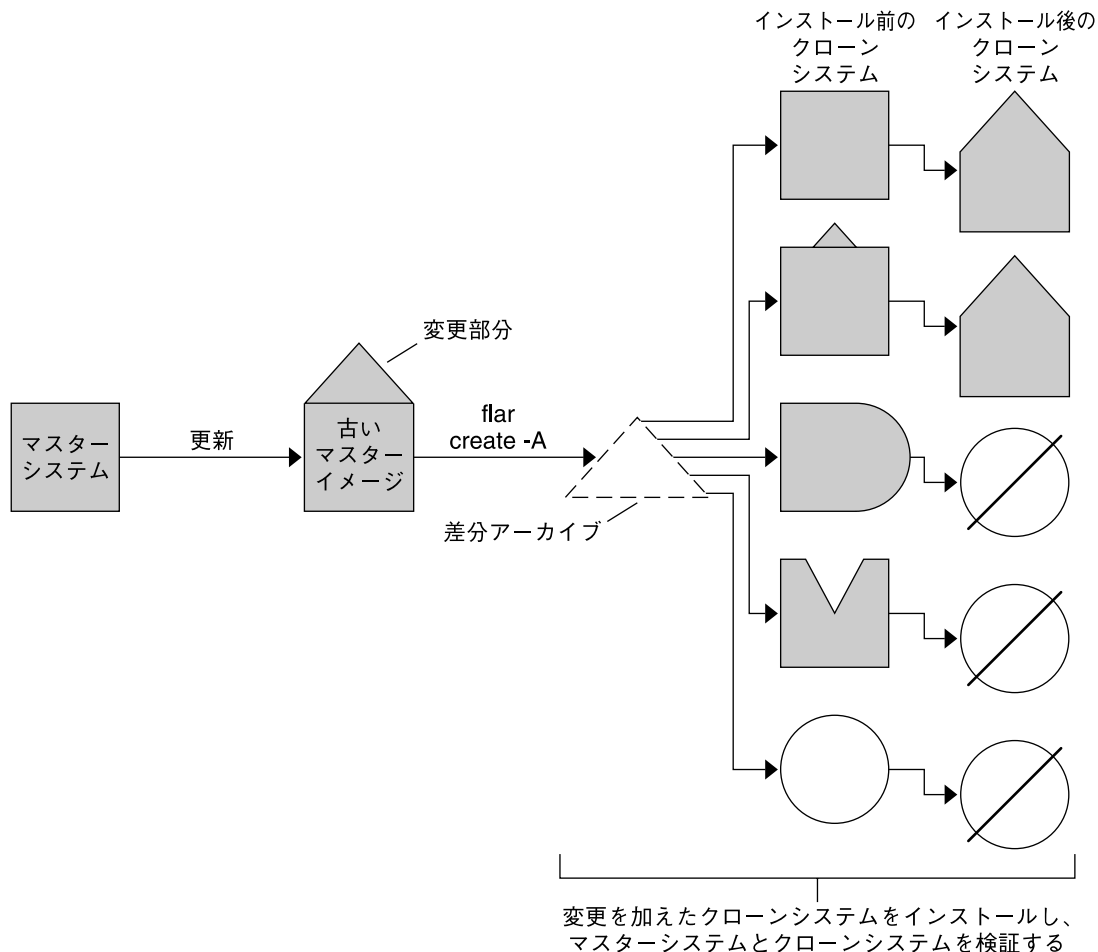 インストール前の
クローン
システム
インストール後の
クローン
システム
変更部分
マスター
システム
更新
古い
マスター
イメージ
flar
create -A
差分アーカイブ
変更を加えたクローンシステムをインストールし、
マスターシステムとクローンシステムを検証する